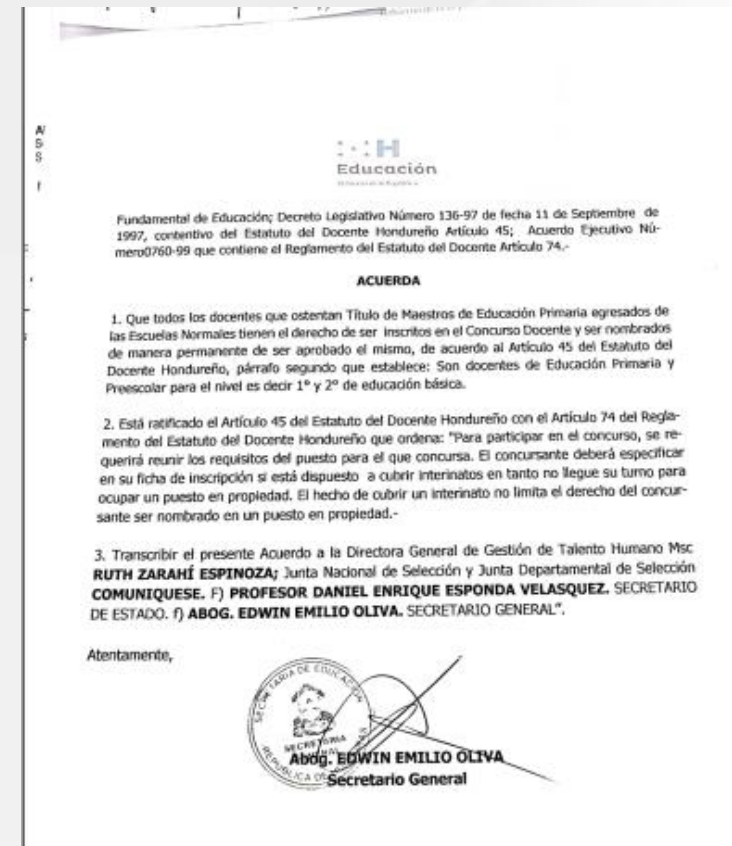 Educación
Fundamental de Educación; Decreto Legislativo Número 136-97 de fecha 11 de Septiembre de
1997, contentivo del Estatuto del Docente Hondureño Artículo 45; Acuerdo Ejecutivo Nú-
mero0760-99 que contiene el Reglamento del Estatuto del Docente Artículo 74.-
ACUERDA
1. Que todos los docentes que ostentan Título de Maestros de Educación Primaria egresados de
las Escuelas Normales tienen el derecho de ser inscritos en el Concurso Docente y ser nombrados
de manera permanente de ser aprobado el mismo, de acuerdo al Artículo 45 del Estatuto del
Docente Hondureño, párrafo segundo que establece: Son docentes de Educación Primaria y
Preescolar para el nivel es decir 1º y 2º de educación básica.
2. Está ratificado el Artículo 45 del Estatuto del Docente Hondureño con el Artículo 74 del Regla-
mento del Estatuto del Docente Hondureño que ordena: "Para participar en el concurso, se re-
querirá reunir los requisitos del puesto para el que concursa. El concursante deberá especificar
en su ficha de inscripción si está dispuesto a cubrir interinatos en tanto no llegue su turno para
ocupar un puesto en propiedad. El hecho de cubrir un interinato no limita el derecho del concur-
sante ser nombrado en un puesto en propiedad.-
3. Transcribir el presente Acuerdo a la Directora General de Gestión de Talento Humano Msc
RUTH ZARAHÍ ESPINOZA; Junta Nacional de Selección y Junta Departamental de Selección
COMUNIQUESE. F) PROFESOR DANIEL ENRIQUE ESPONDA VELASQUEZ. SECRETARIO
DE ESTADO. f) ABOG. EDWIN EMILIO OLIVA. SECRETARIO GENERAL".
Atentamente,
SECRETARIA DE EDUCACION
SECRETARIA
GENERAL
REPUBLICA DE
Abog. EDWIN EMILIO OLIVA
Secretario General